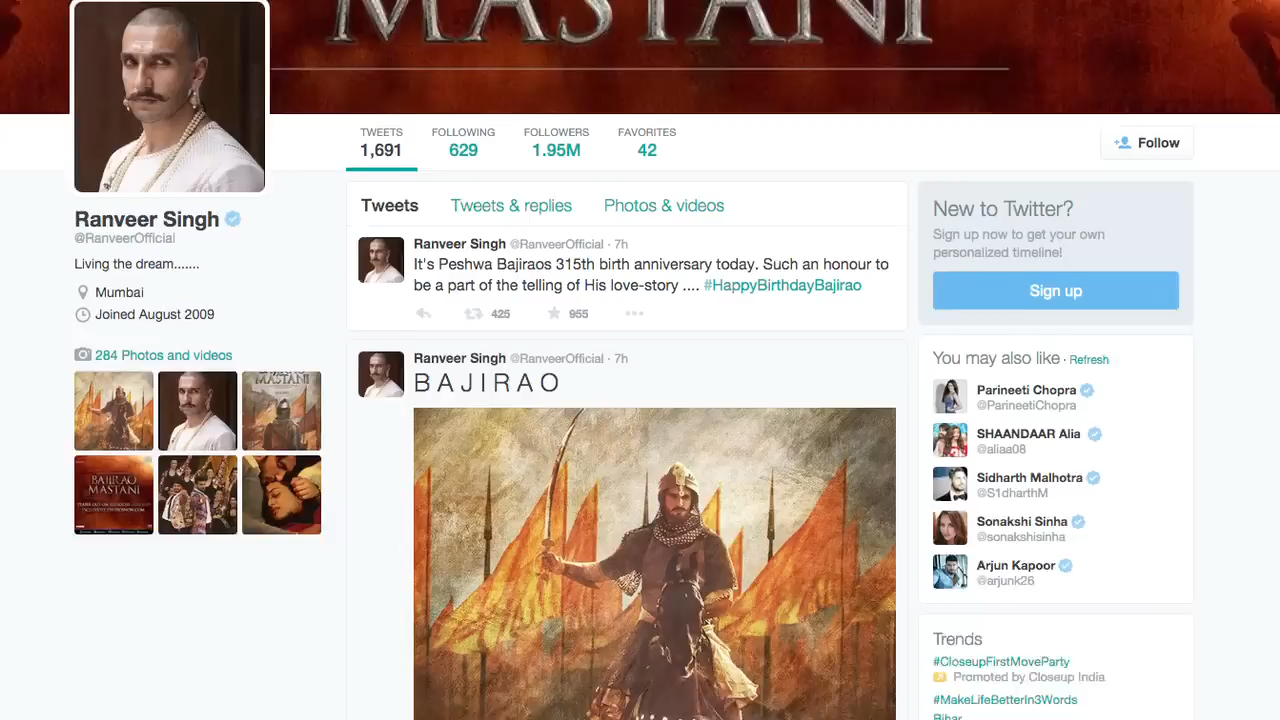 MASTANI
TWEETS
1,691
FOLLOWING
629
FOLLOWERS
1.95M
FAVORITES
42
Follow
Ranveer Singh
@RanveerOfficial
Living the dream.......
Mumbai
Joined August 2009
284 Photos and videos
MASTANI
BAJIRAO
MASTANI
Tweets
Tweets & replies
Photos & videos
Ranveer Singh @RanveerOfficial · 7h
It's Peshwa Bajiraos 315th birth anniversary today. Such an honour to
be a part of the telling of His love-story .... #HappyBirthdayBajirao
425
955
Ranveer Singh @RanveerOfficial · 7h
B A J I R A O
New to Twitter?
Sign up now to get your own
personalized timeline!
Sign up
You may also like · Refresh
Parineeti Chopra
@ParineetiChopra
SHAANDAAR Alia
@aliaa08
Sidharth Malhotra
@S1dharthM
Sonakshi Sinha
@sonakshisinha
Arjun Kapoor
@arjunk26
Trends
#CloseupFirstMoveParty
Promoted by Closeup India
#MakeLifeBetterIn3Words
Bihar